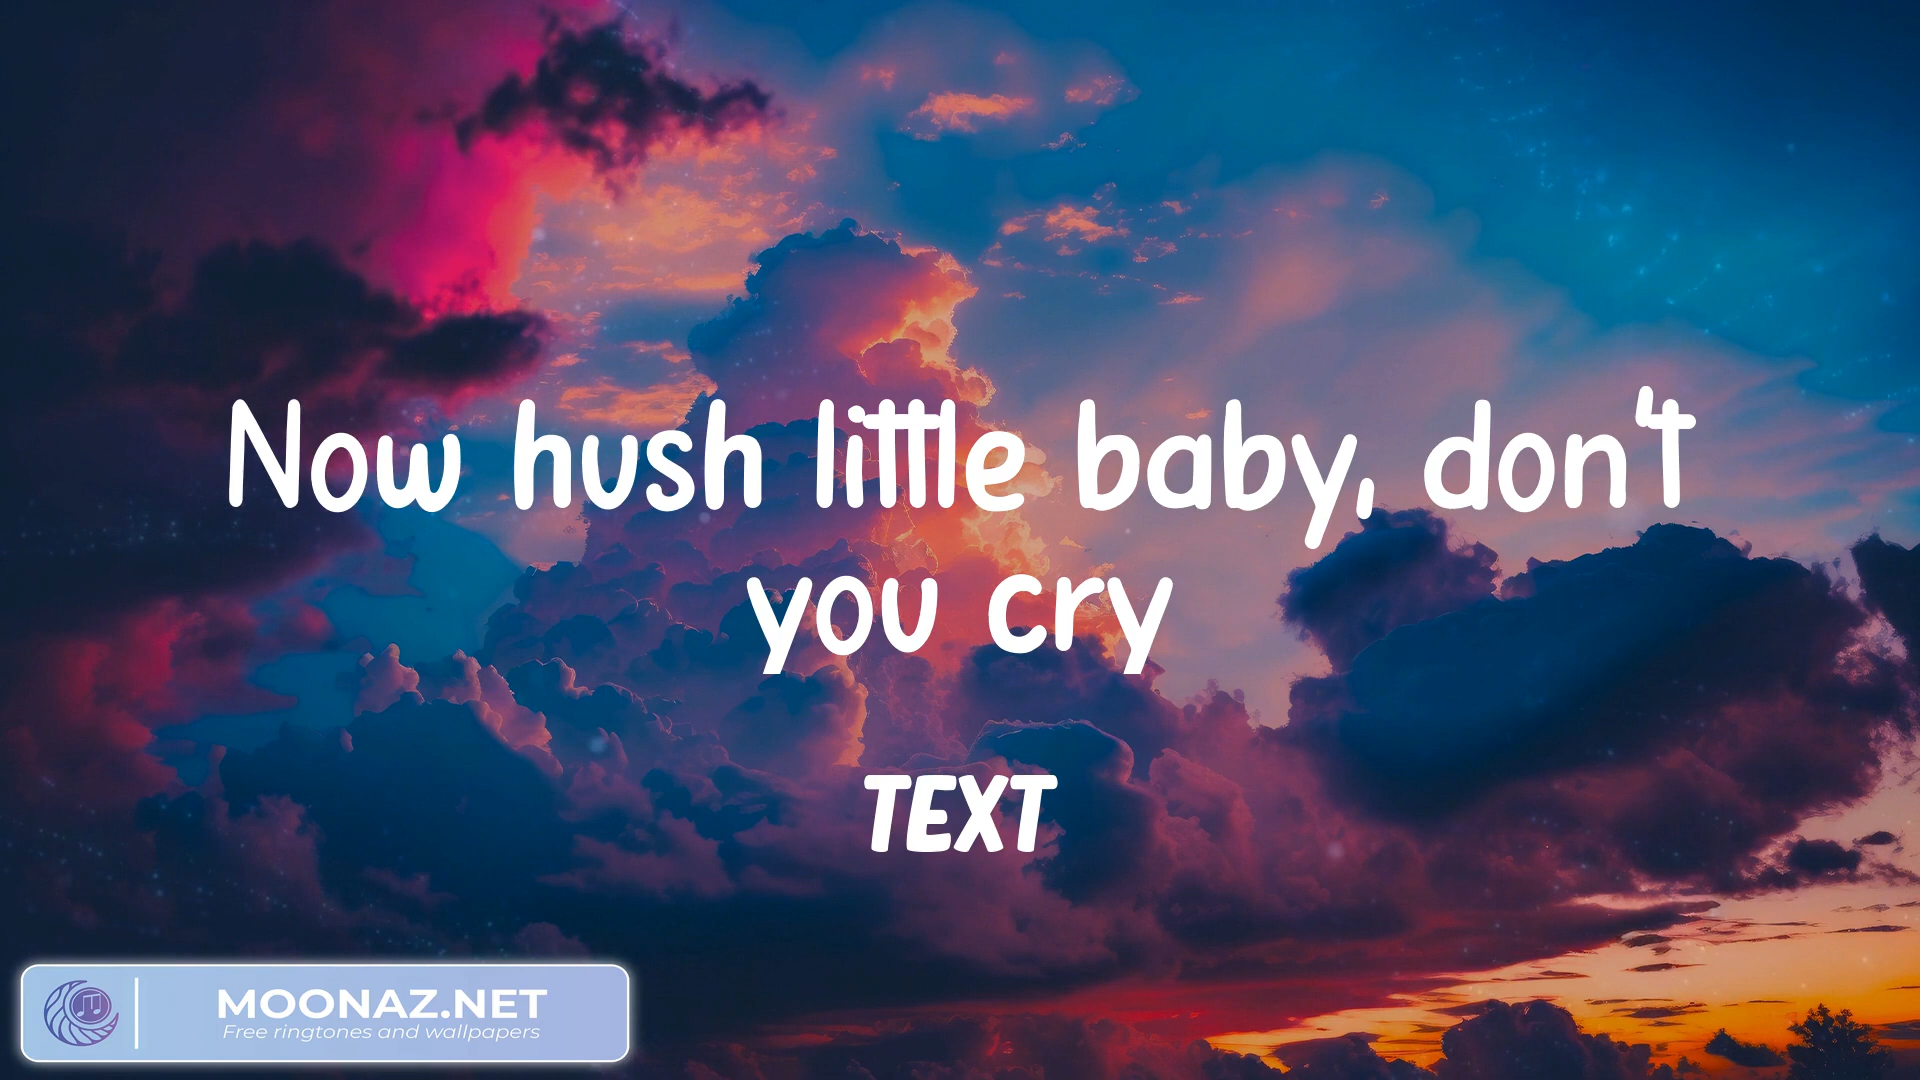 Now hush little baby, don't
you cry
TEXT
MOONAZ.NET
Free ringtones and wallpapers